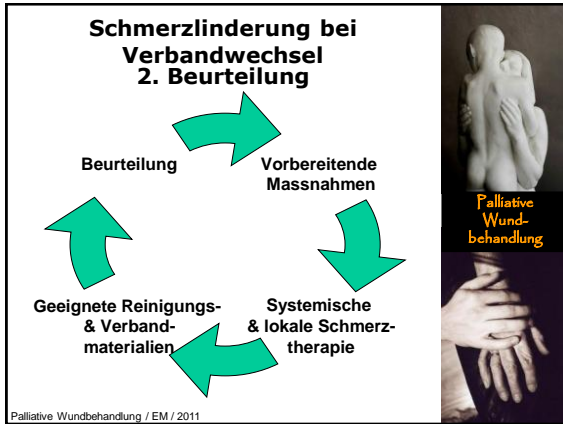 Schmerzlinderung bei
Verbandwechsel
2. Beurteilung
Beurteilung
Vorbereitende
Massnahmen
Systemische
& lokale Schmerz-
therapie
Geeignete Reinigungs-
& Verband-
materialien
Palliative
Wund-
behandlung
Palliative Wundbehandlung / EM / 2011